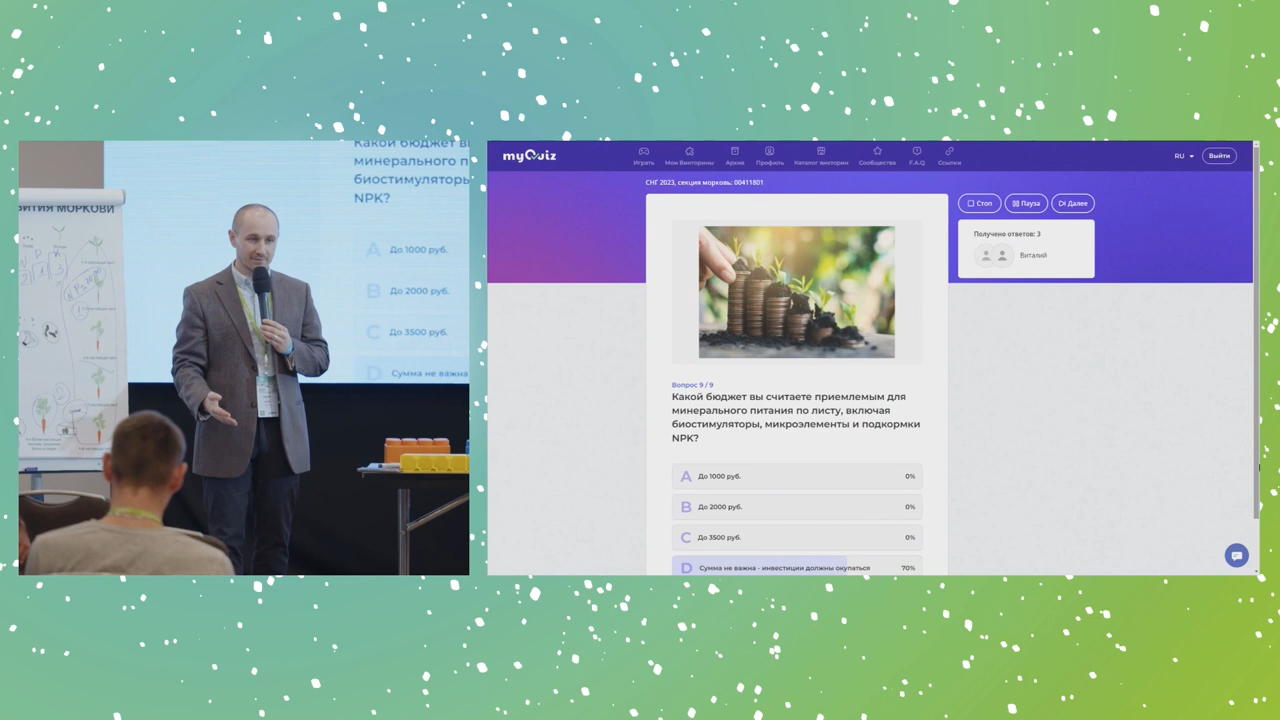 Какой бюджет вы
минерального п
биостимуляторы
NPK?
ВИТИЯ МОРКОВИ
A До 1000 руб.
B До 2000 руб.
C До 3500 руб.
D Сумма не важна
myQuiz
Играть
Мои Викторины
Архив
Профиль
Каталог викторин
Сообщества
F.A.Q
Ссылки
RU
Выйти
СНГ 2023, секция морковь: 00411801
Стоп
Пауза
Далее
Получено ответов: 3
Виталий
Вопрос 9 / 9
Какой бюджет вы считаете приемлемым для
минерального питания по листу, включая
биостимуляторы, микроэлементы и подкормки
NPK?
A До 1000 руб. 0%
B До 2000 руб. 0%
C До 3500 руб. 0%
D Сумма не важна - инвестиции должны окупаться 70%